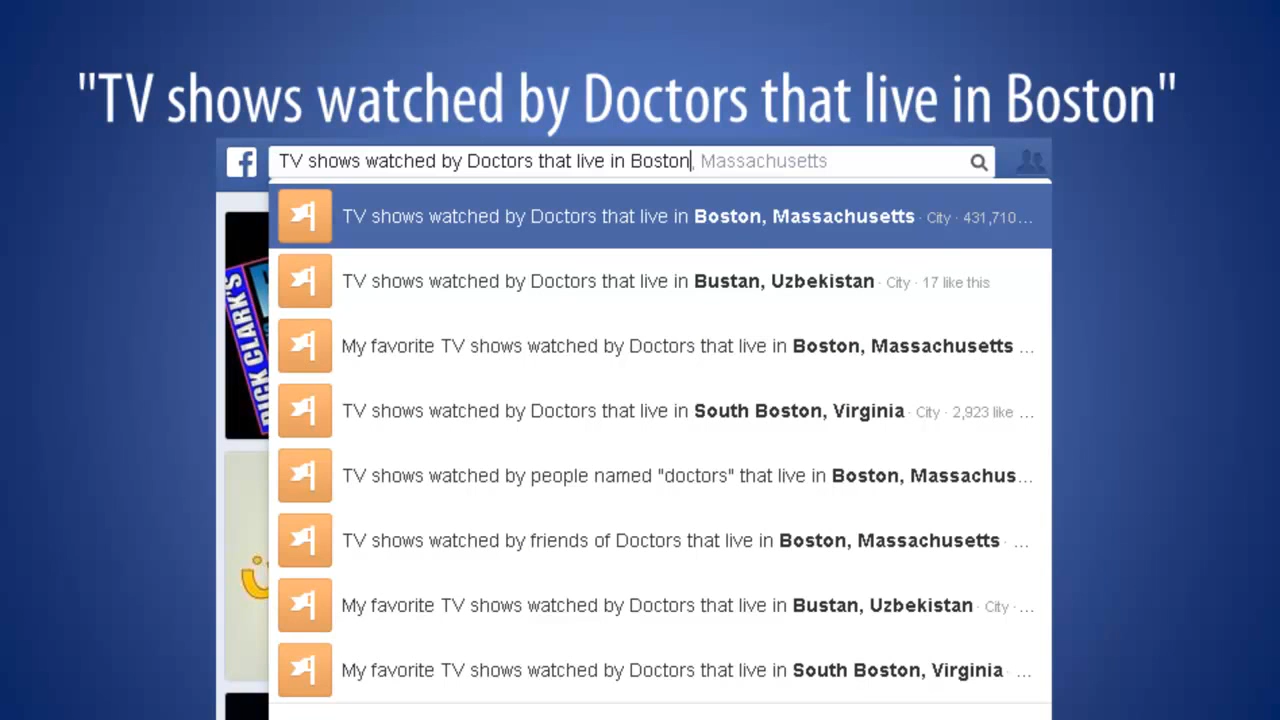 "TV shows watched by Doctors that live in Boston"
f TV shows watched by Doctors that live in Boston, Massachusetts
TV shows watched by Doctors that live in Boston, Massachusetts · City · 431,710...
TV shows watched by Doctors that live in Bustan, Uzbekistan · City · 17 like this
My favorite TV shows watched by Doctors that live in Boston, Massachusetts ...
DICK CLARK'S
TV shows watched by Doctors that live in South Boston, Virginia · City · 2,923 like ...
TV shows watched by people named "doctors" that live in Boston, Massachus...
TV shows watched by friends of Doctors that live in Boston, Massachusetts · ...
My favorite TV shows watched by Doctors that live in Bustan, Uzbekistan · City · ...
My favorite TV shows watched by Doctors that live in South Boston, Virginia · ...